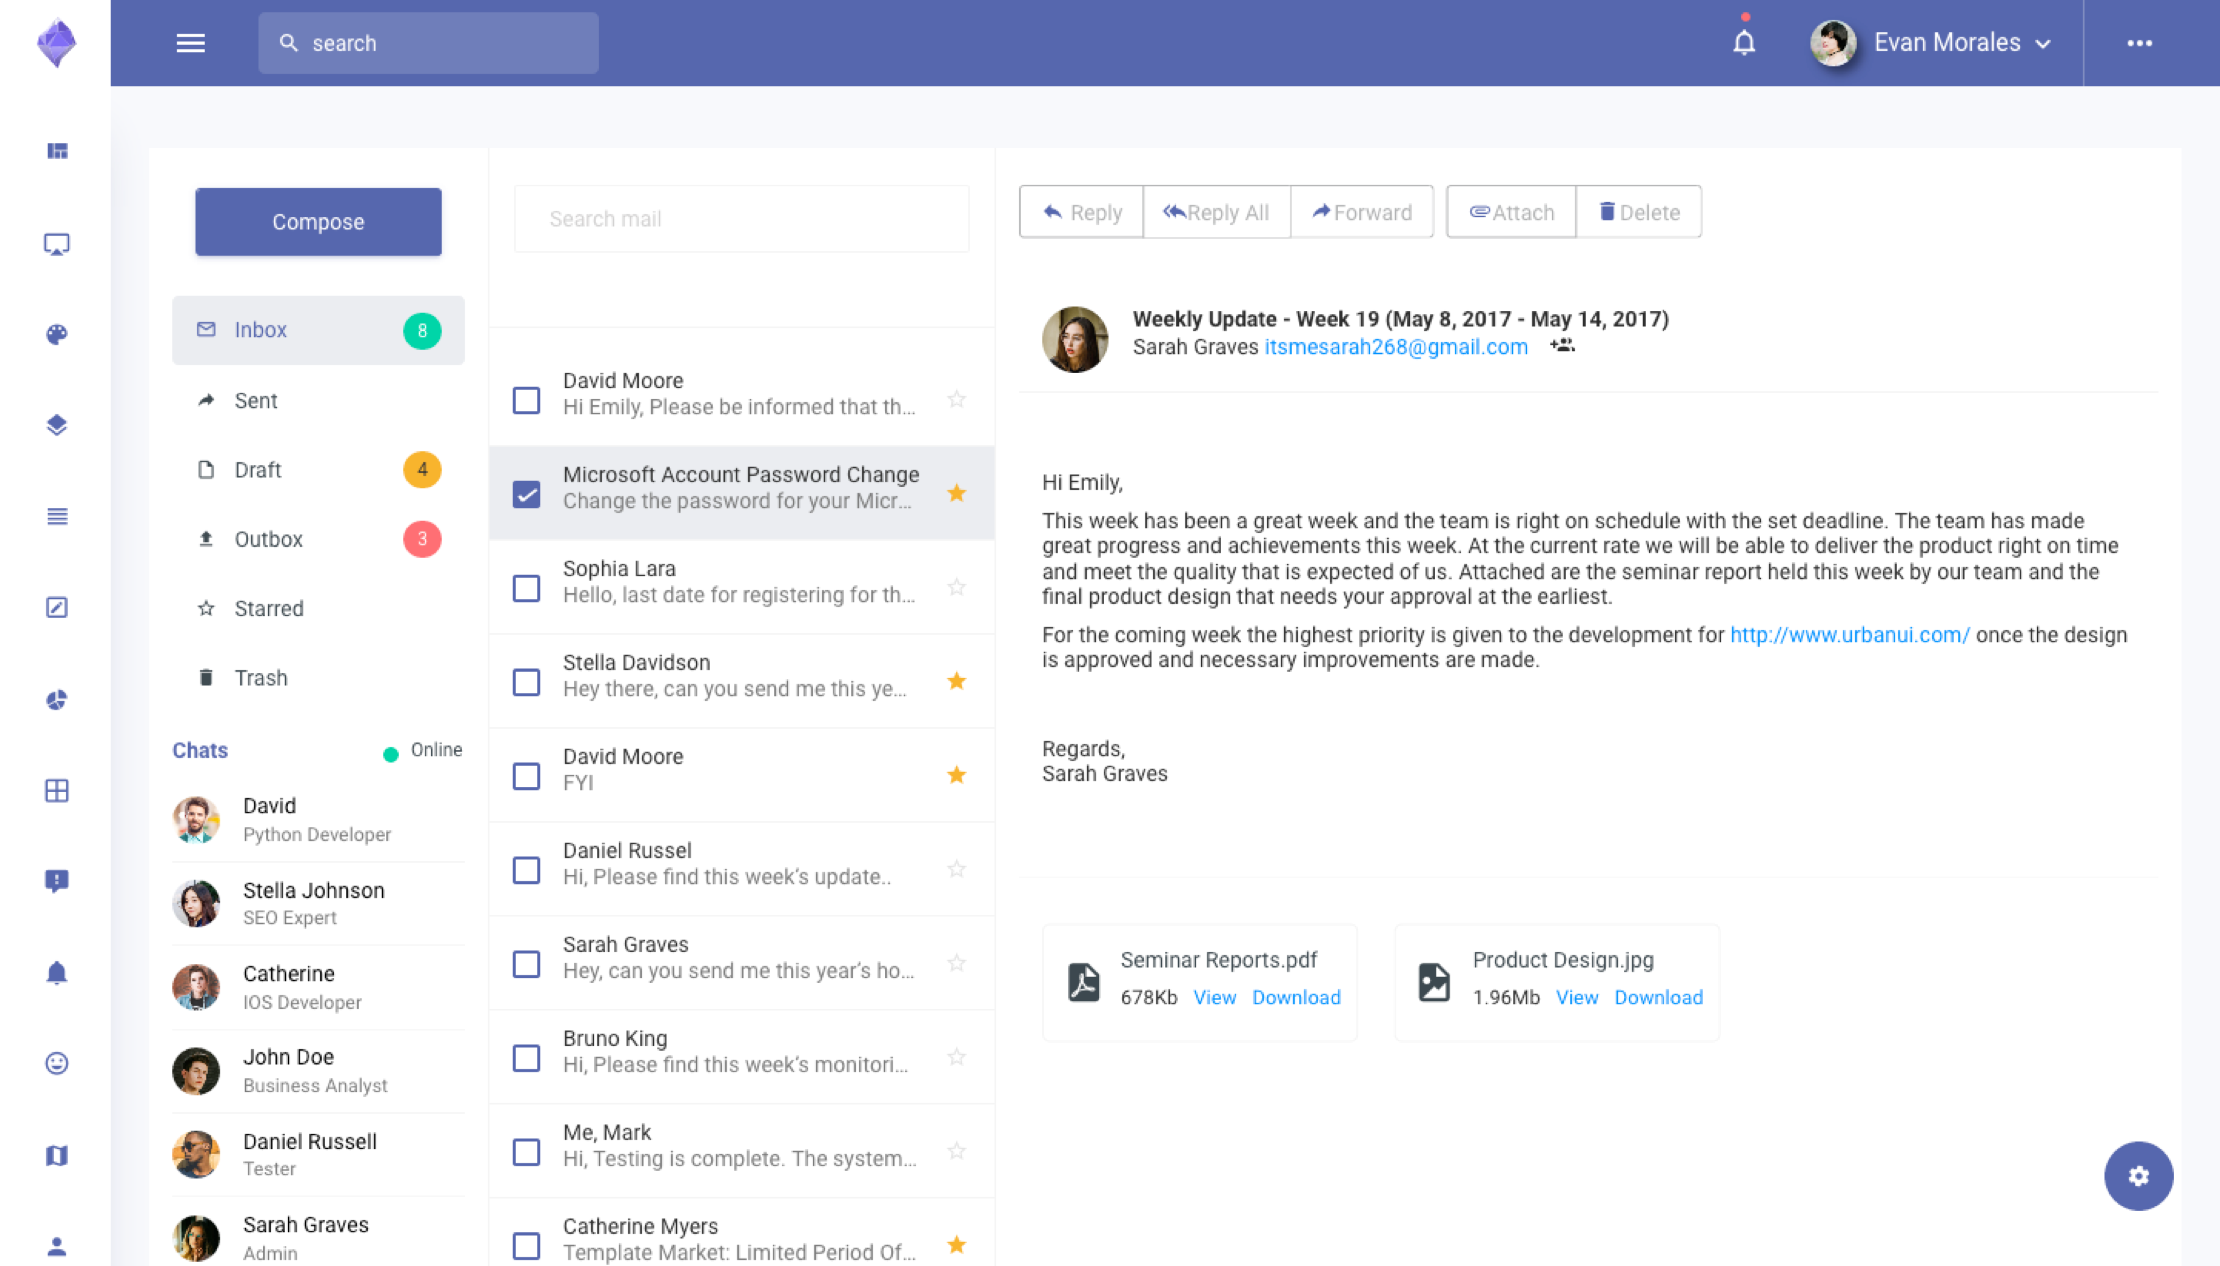 search
Evan Morales
Compose
Inbox
8
Sent
Draft
4
Outbox
3
Starred
Trash
Chats
Online
David
Python Developer
Stella Johnson
SEO Expert
Catherine
IOS Developer
John Doe
Business Analyst
Daniel Russell
Tester
Sarah Graves
Admin
Search mail
David Moore
Hi Emily, Please be informed that th...
Microsoft Account Password Change
Change the password for your Micr...
Sophia Lara
Hello, last date for registering for th...
Stella Davidson
Hey there, can you send me this ye...
David Moore
FYI
Daniel Russel
Hi, Please find this week’s update..
Sarah Graves
Hey, can you send me this year’s ho...
Bruno King
Hi, Please find this week’s monitori...
Me, Mark
Hi, Testing is complete. The system...
Catherine Myers
Template Market: Limited Period Of...
Reply
Reply All
Forward
Attach
Delete
Weekly Update - Week 19 (May 8, 2017 - May 14, 2017)
Sarah Graves itsmesarah268@gmail.com
Hi Emily,
This week has been a great week and the team is right on schedule with the set deadline. The team has made
great progress and achievements this week. At the current rate we will be able to deliver the product right on time
and meet the quality that is expected of us. Attached are the seminar report held this week by our team and the
final product design that needs your approval at the earliest.
For the coming week the highest priority is given to the development for http://www.urbanui.com/ once the design
is approved and necessary improvements are made.
Regards,
Sarah Graves
Seminar Reports.pdf
678Kb View Download
Product Design.jpg
1.96Mb View Download